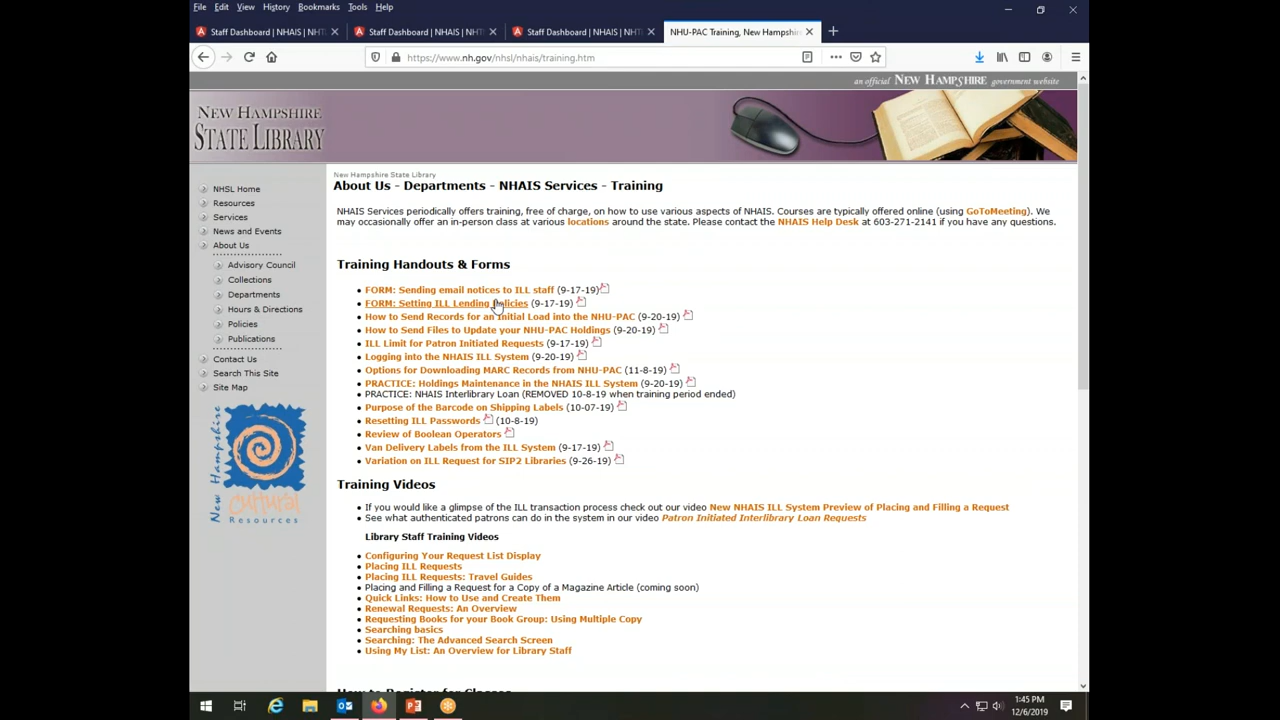 File Edit View History Bookmarks Tools Help
Staff Dashboard | NHAIS | NHT
Staff Dashboard | NHAIS | NHT
Staff Dashboard | NHAIS | NHT
NHU-PAC Training, New Hampshire
https://www.nh.gov/nhsl/nhais/training.htm
an official NEW HAMPSHIRE government website
NEW HAMPSHIRE
STATE LIBRARY
NHSL Home
Resources
Services
News and Events
About Us
Advisory Council
Collections
Departments
Hours & Directions
Policies
Publications
Contact Us
Search This Site
Site Map
New Hampshire
cultural
Resources
New Hampshire State Library
About Us - Departments - NHAIS Services - Training
NHAIS Services periodically offers training, free of charge, on how to use various aspects of NHAIS. Courses are typically offered online (using GoToMeeting). We
may occasionally offer an in-person class at various locations around the state. Please contact the NHAIS Help Desk at 603-271-2141 if you have any questions.
Training Handouts & Forms
• FORM: Sending email notices to ILL staff (9-17-19)
• FORM: Setting ILL Lending Policies (9-17-19)
• How to Send Records for an Initial Load into the NHU-PAC (9-20-19)
• How to Send Files to Update your NHU-PAC Holdings (9-20-19)
• ILL Limit for Patron Initiated Requests (9-17-19)
• Logging into the NHAIS ILL System (9-20-19)
• Options for Downloading MARC Records from NHU-PAC (11-8-19)
• PRACTICE: Holdings Maintenance in the NHAIS ILL System (9-20-19)
• PRACTICE: NHAIS Interlibrary Loan (REMOVED 10-8-19 when training period ended)
• Purpose of the Barcode on Shipping Labels (10-07-19)
• Resetting ILL Passwords (10-8-19)
• Review of Boolean Operators
• Van Delivery Labels from the ILL System (9-17-19)
• Variation on ILL Request for SIP2 Libraries (9-26-19)
Training Videos
• If you would like a glimpse of the ILL transaction process check out our video New NHAIS ILL System Preview of Placing and Filling a Request
• See what authenticated patrons can do in the system in our video Patron Initiated Interlibrary Loan Requests
Library Staff Training Videos
• Configuring Your Request List Display
• Placing ILL Requests
• Placing ILL Requests: Travel Guides
• Placing and Filling a Request for a Copy of a Magazine Article (coming soon)
• Quick Links: How to Use and Create Them
• Renewal Requests: An Overview
• Requesting Books for your Book Group: Using Multiple Copy
• Searching basics
• Searching: The Advanced Search Screen
• Using My List: An Overview for Library Staff
How to Register for Classes
1:45 PM
12/6/2019